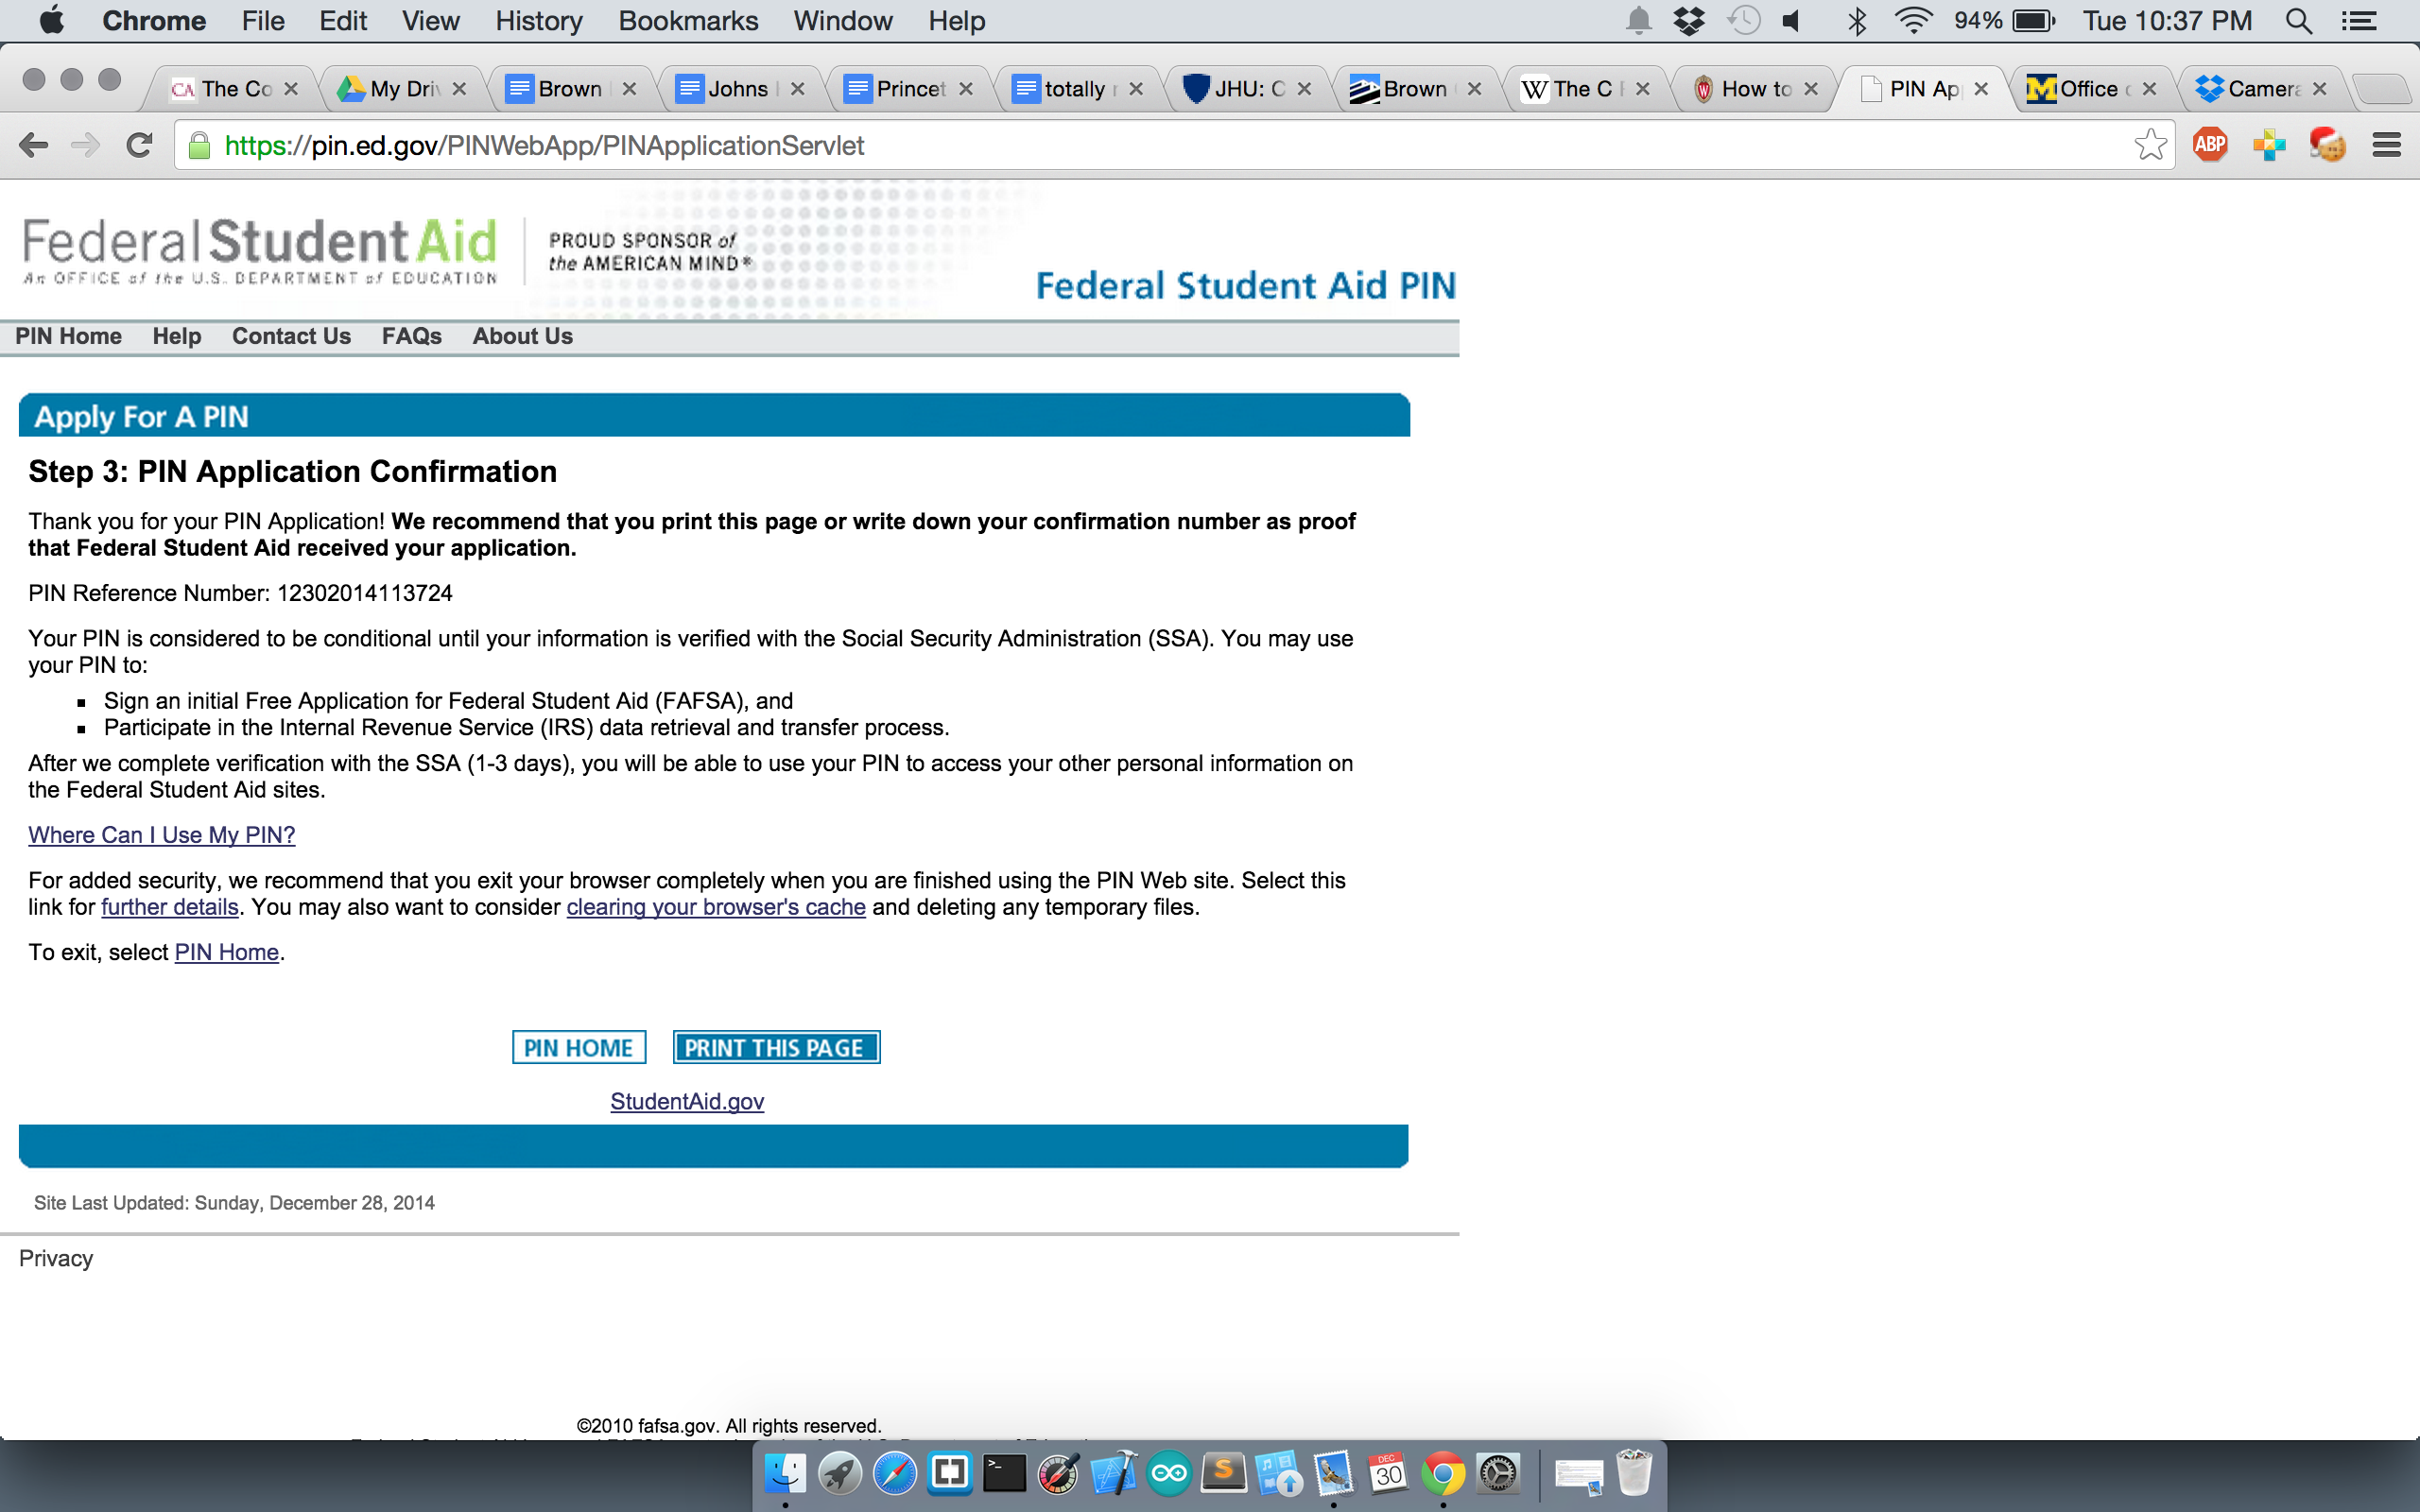 Chrome File Edit View History Bookmarks Window Help 94% Tue 10:37 PM
CA The Co My Driv Brown Johns Princet totally JHU: C Brown W The C How to PIN Ap M Office Camera
https://pin.ed.gov/PINWebApp/PINApplicationServlet ABP
Federal Student Aid
An OFFICE of the U.S. DEPARTMENT of EDUCATION
PROUD SPONSOR of
the AMERICAN MIND®
Federal Student Aid PIN
PIN Home Help Contact Us FAQs About Us
Apply For A PIN
Step 3: PIN Application Confirmation
Thank you for your PIN Application! We recommend that you print this page or write down your confirmation number as proof
that Federal Student Aid received your application.
PIN Reference Number: 12302014113724
Your PIN is considered to be conditional until your information is verified with the Social Security Administration (SSA). You may use
your PIN to:
Sign an initial Free Application for Federal Student Aid (FAFSA), and
Participate in the Internal Revenue Service (IRS) data retrieval and transfer process.
After we complete verification with the SSA (1-3 days), you will be able to use your PIN to access your other personal information on
the Federal Student Aid sites.
Where Can I Use My PIN?
For added security, we recommend that you exit your browser completely when you are finished using the PIN Web site. Select this
link for further details. You may also want to consider clearing your browser's cache and deleting any temporary files.
To exit, select PIN Home.
PIN HOME PRINT THIS PAGE
StudentAid.gov
Site Last Updated: Sunday, December 28, 2014
Privacy
©2010 fafsa.gov. All rights reserved.
S DEC
30